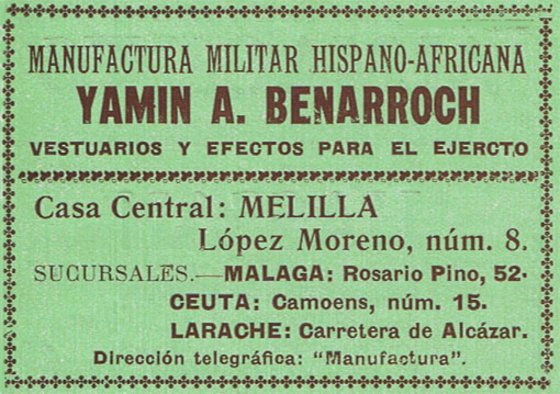 MANUFACTURA MILITAR HISPANO-AFRICANA
YAMIN A. BENARROCH
VESTUARIOS Y EFECTOS PARA EL EJERCTO
Casa Central: MELILLA
López Moreno, núm. 8.
SUCURSALES.—MALAGA: Rosario Pino, 52.
CEUTA: Camoens, núm. 15.
LARACHE: Carretera de Alcázar.
Dirección telegráfica: "Manufactura".